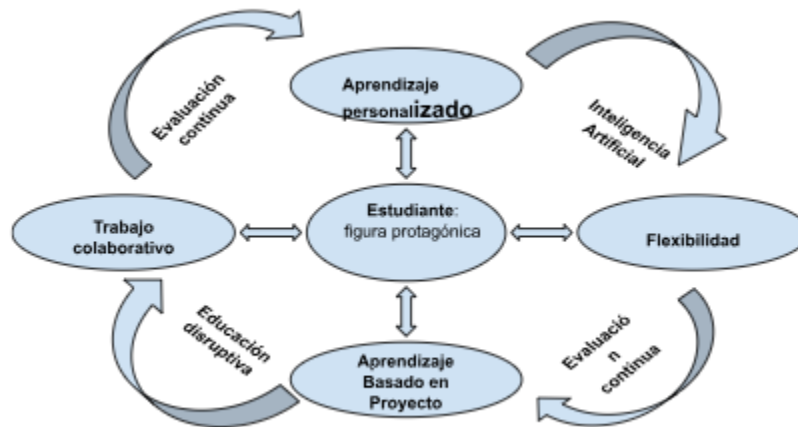 Evaluación
continua
Aprendizaje
personalizado
Inteligencia
Artificial
Trabajo
colaborativo
Estudiante:
figura protagónica
Flexibilidad
Educación
disruptiva
Aprendizaje
Basado en
Proyecto
Evaluació
n
continua